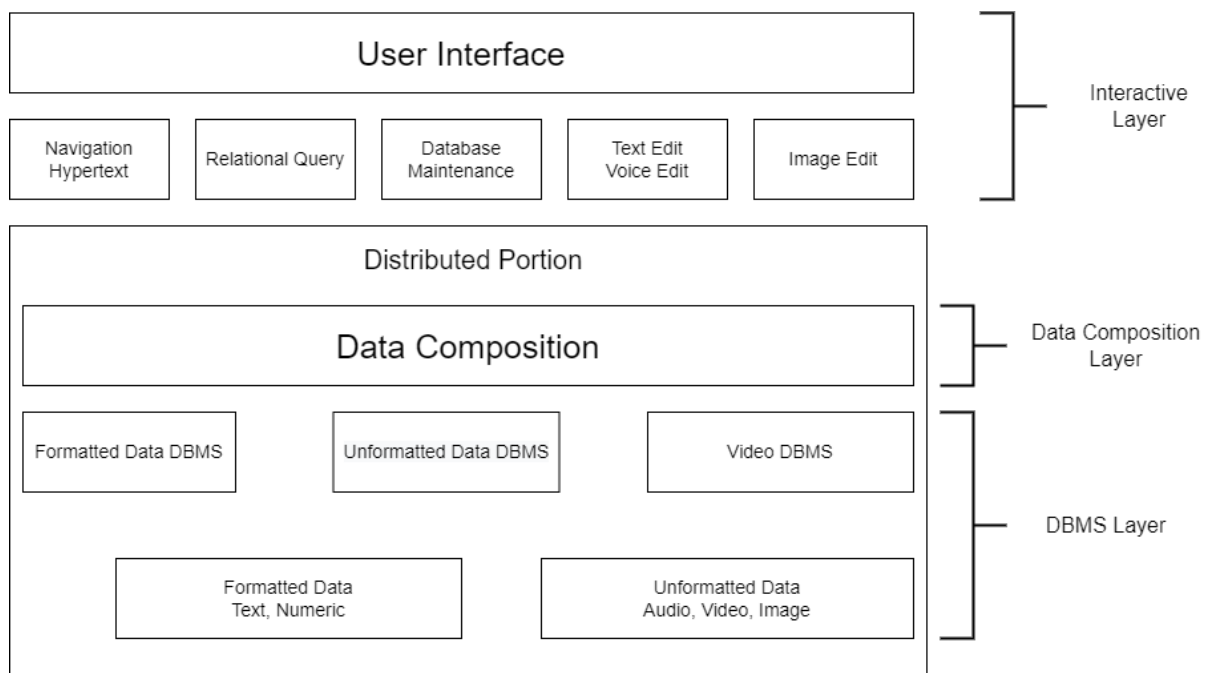 User Interface
Interactive
Layer
Navigation
Hypertext
Relational Query
Database
Maintenance
Text Edit
Voice Edit
Image Edit
Distributed Portion
Data Composition
Data Composition
Layer
Formatted Data DBMS
Unformatted Data DBMS
Video DBMS
DBMS Layer
Formatted Data
Text, Numeric
Unformatted Data
Audio, Video, Image